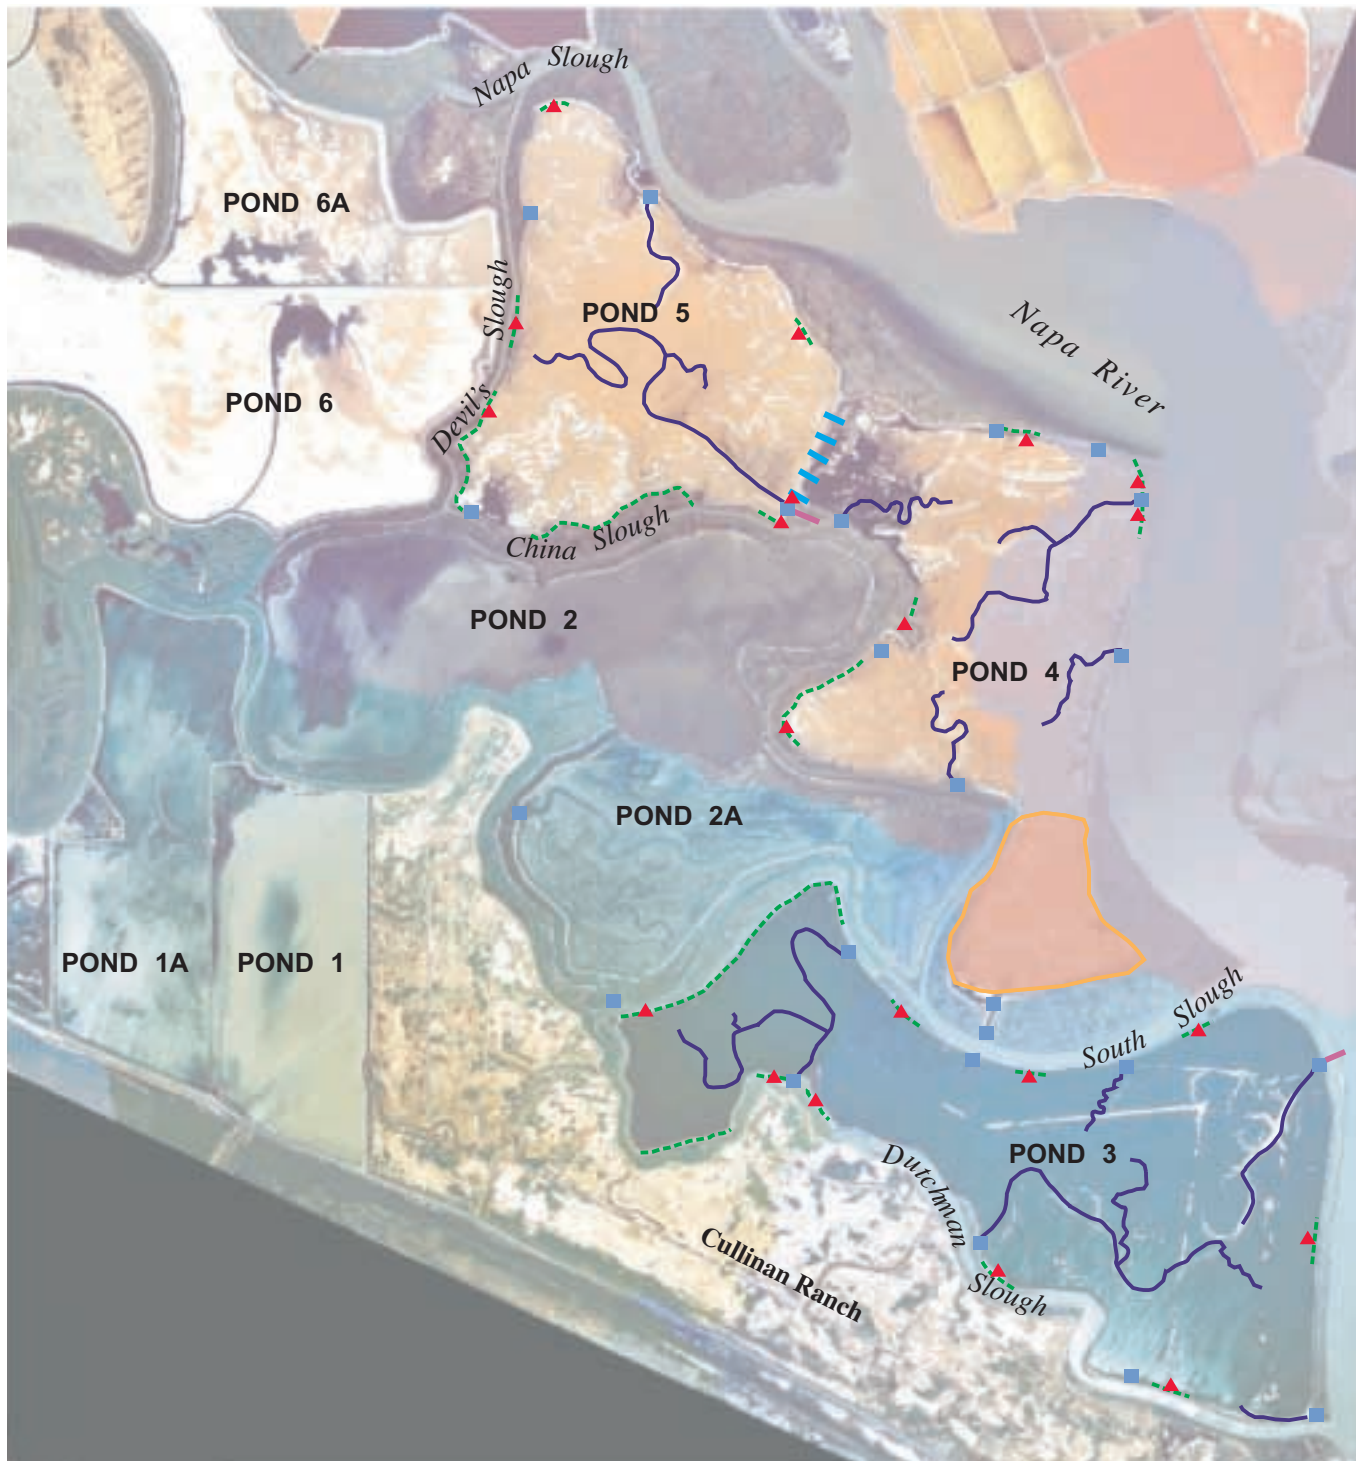 Napa Slough
POND 6A
Devil's Slough
POND 5
Napa River
POND 6
China Slough
POND 2
POND 4
POND 2A
POND 1A
POND 1
South Slough
POND 3
Dutchman Slough
Cullinan Ranch